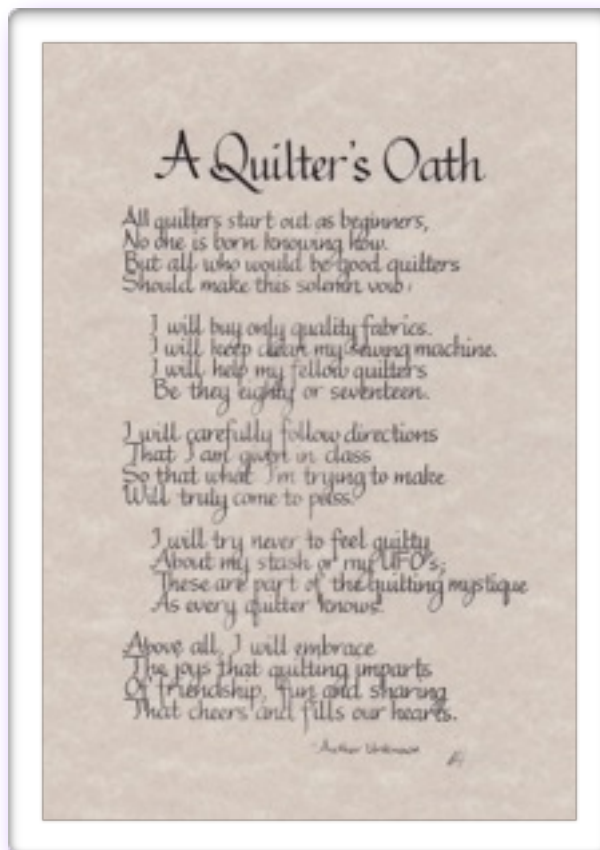 A Quilter's Oath
All quilters start out as beginners,
No one is born knowing how.
But all who would be good quilters
Should make this solemn vow:
I will buy only quality fabrics.
I will keep clean my sewing machine.
I will help my fellow quilters
Be they eighty or seventeen.
I will carefully follow directions
That I am given in class
So that what I'm trying to make
Will truly come to pass.
I will try never to feel guilty
About my stash or my UFO's;
These are part of the quilting mystique
As every quilter knows.
Above all, I will embrace
The joys that quilting imparts
Of friendship, fun and sharing
That cheers and fills our hearts.
-Author Unknown